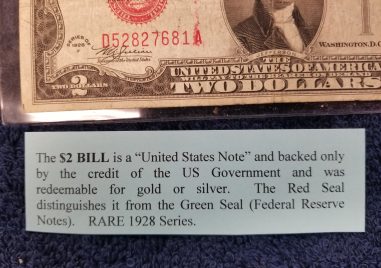 SERIES OF
1928
D52827681A
WASHINGTON, D.C.
THE
UNITED STATES OF AMERICA
2
TWO DOLLARS
TWO DOLLARS
The $2 BILL is a “United States Note” and backed only
by the credit of the US Government and was
redeemable for gold or silver. The Red Seal
distinguishes it from the Green Seal (Federal Reserve
Notes). RARE 1928 Series.